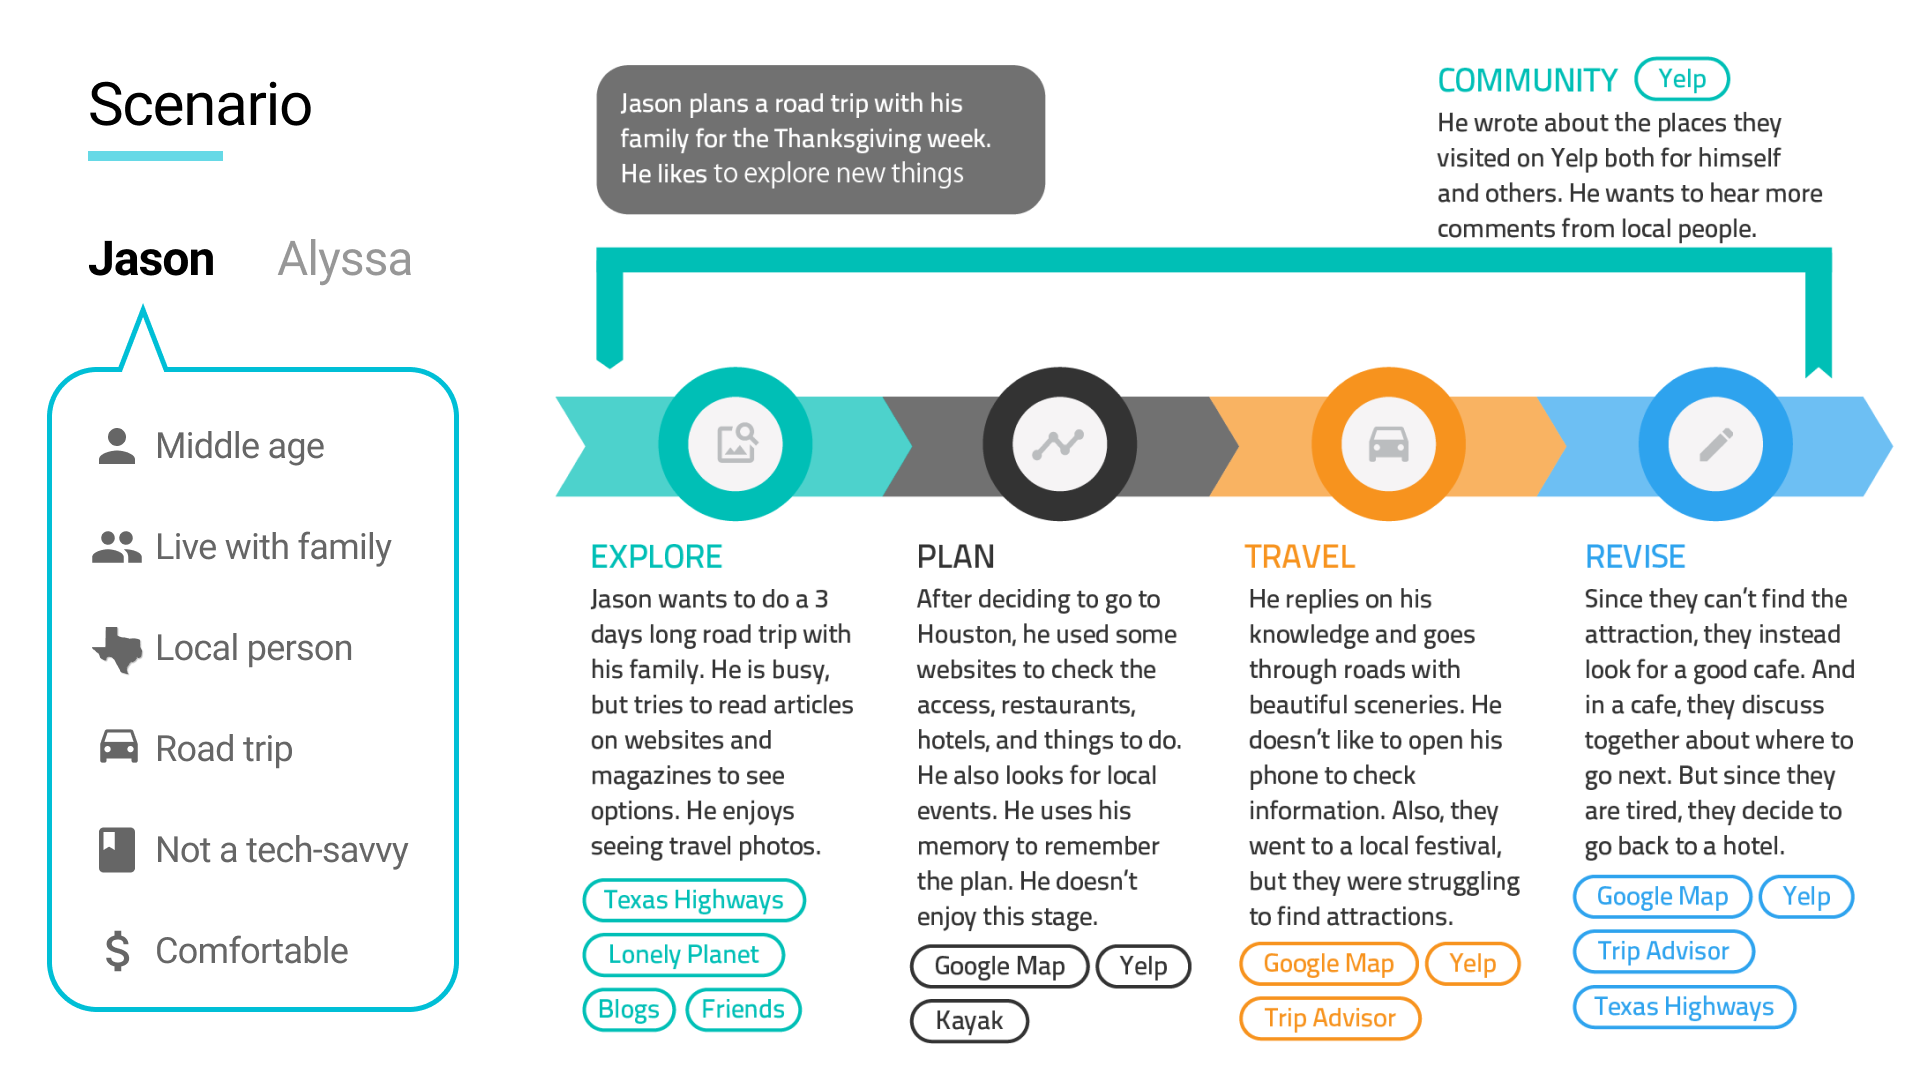 Scenario
Jason
Alyssa
Middle age
Live with family
Local person
Road trip
Not a tech-savvy
Comfortable
Jason plans a road trip with his
family for the Thanksgiving week.
He likes to explore new things
COMMUNITY
Yelp
He wrote about the places they
visited on Yelp both for himself
and others. He wants to hear more
comments from local people.
EXPLORE
Jason wants to do a 3
days long road trip with
his family. He is busy,
but tries to read articles
on websites and
magazines to see
options. He enjoys
seeing travel photos.
Texas Highways
Lonely Planet
Blogs
Friends
PLAN
After deciding to go to
Houston, he used some
websites to check the
access, restaurants,
hotels, and things to do.
He also looks for local
events. He uses his
memory to remember
the plan. He doesn't
enjoy this stage.
Google Map
Yelp
Kayak
TRAVEL
He replies on his
knowledge and goes
through roads with
beautiful sceneries. He
doesn't like to open his
phone to check
information. Also, they
went to a local festival,
but they were struggling
to find attractions.
Google Map
Yelp
Trip Advisor
REVISE
Since they can't find the
attraction, they instead
look for a good cafe. And
in a cafe, they discuss
together about where to
go next. But since they
are tired, they decide to
go back to a hotel.
Google Map
Yelp
Trip Advisor
Texas Highways